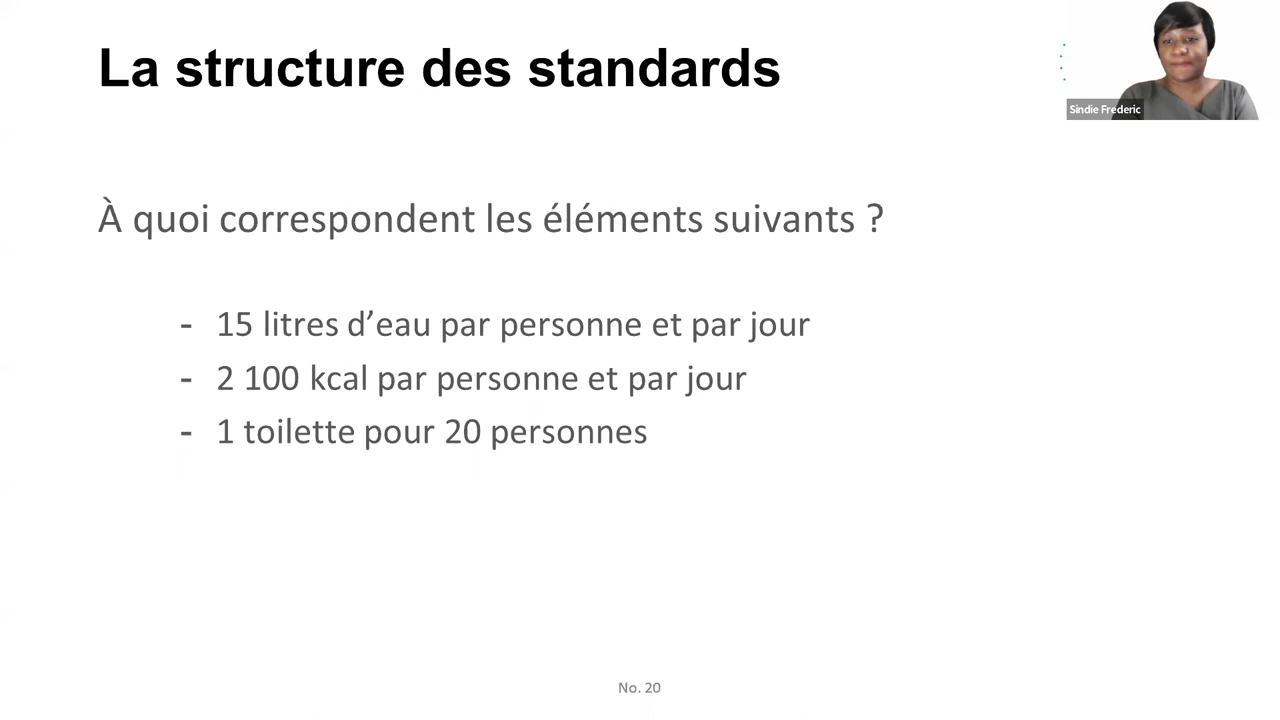 La structure des standards
Sindie Frederic
À quoi correspondent les éléments suivants ?
- 15 litres d’eau par personne et par jour
- 2 100 kcal par personne et par jour
- 1 toilette pour 20 personnes
No. 20